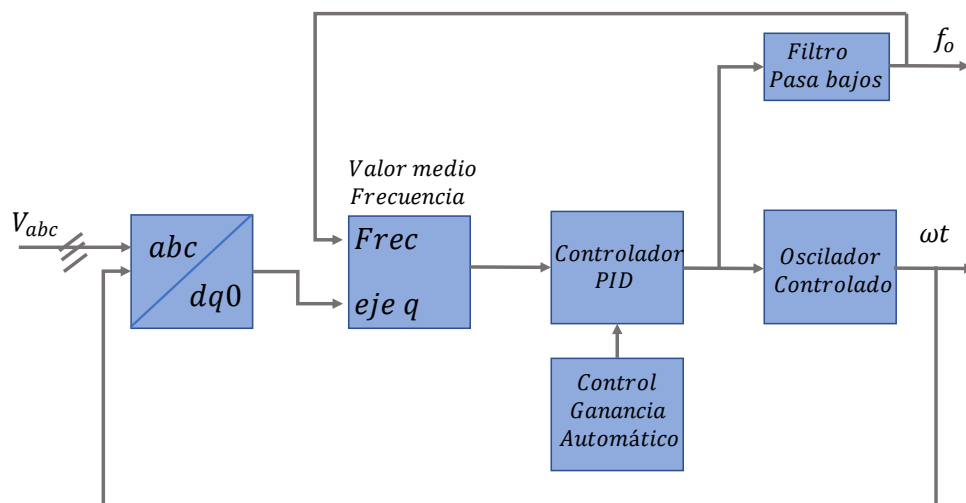 Filtro
Pasa bajos
f_o
Valor medio
Frecuencia
V_abc
abc
dq0
Frec
eje q
Controlador
PID
Oscilador
Controlado
ωt
Control
Ganancia
Automático